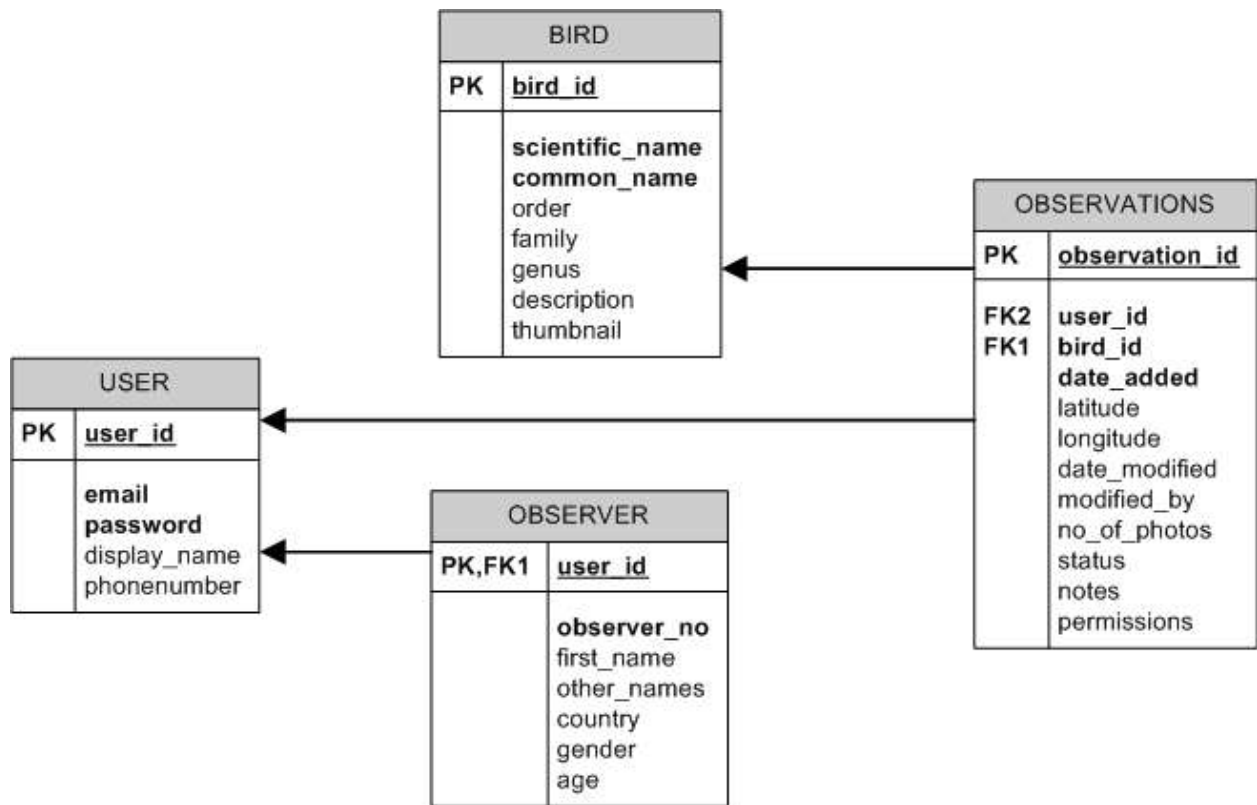 BIRD
PK bird_id
scientific_name
common_name
order
family
genus
description
thumbnail
OBSERVATIONS
PK observation_id
FK2 user_id
FK1 bird_id
date_added
latitude
longitude
date_modified
modified_by
no_of_photos
status
notes
permissions
USER
PK user_id
email
password
display_name
phonenumber
OBSERVER
PK,FK1 user_id
observer_no
first_name
other_names
country
gender
age